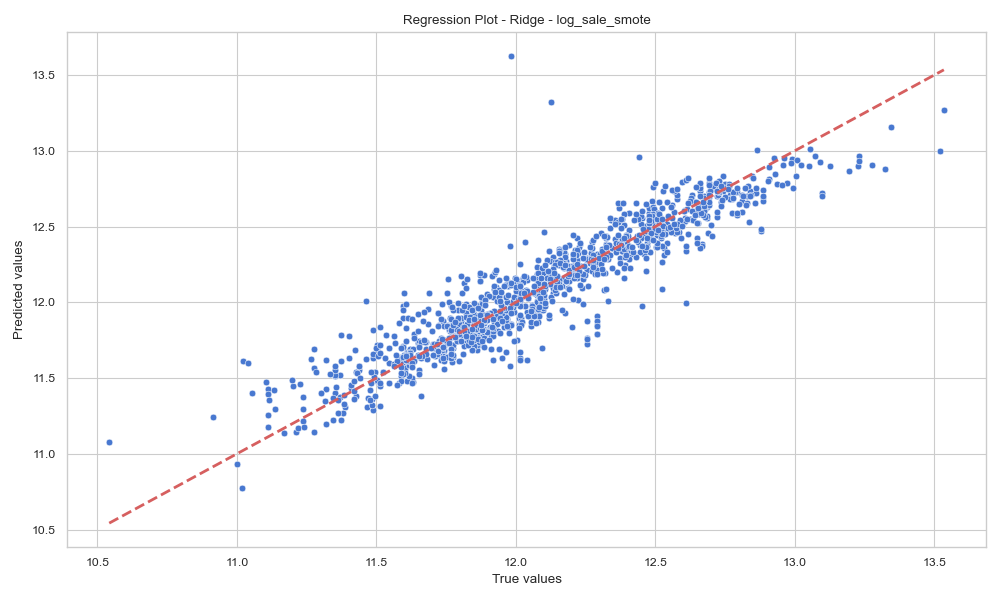 Regression Plot - Ridge - log_sale_smote
Predicted values
13.5
13.0
12.5
12.0
11.5
11.0
10.5
10.5 11.0 11.5 12.0 12.5 13.0 13.5
True values